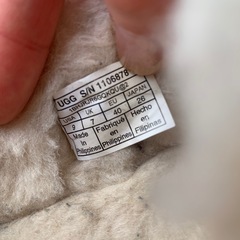 UGG S/N 1106878
USA UK EU JAPAN
9 7 40 26
Made Fabriqué Hecho
in en en
Philippines Philippines Filipinas